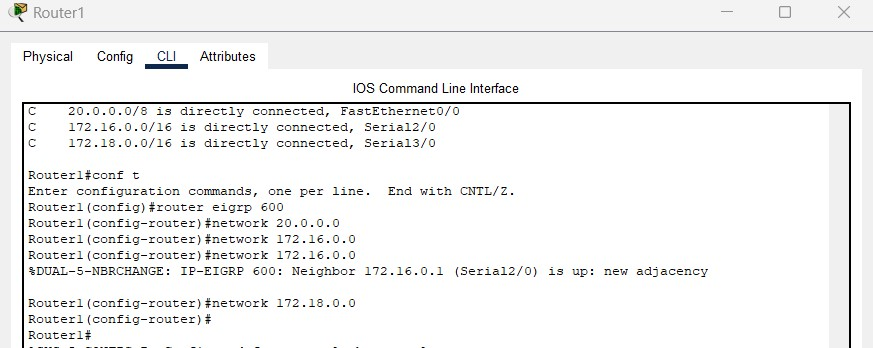 Router1
Physical Config CLI Attributes
IOS Command Line Interface
C 20.0.0.0/8 is directly connected, FastEthernet0/0
C 172.16.0.0/16 is directly connected, Serial2/0
C 172.18.0.0/16 is directly connected, Serial3/0
Router1#conf t
Enter configuration commands, one per line. End with CNTL/Z.
Router1(config)#router eigrp 600
Router1(config-router)#network 20.0.0.0
Router1(config-router)#network 172.16.0.0
Router1(config-router)#network 172.16.0.0
%DUAL-5-NBRCHANGE: IP-EIGRP 600: Neighbor 172.16.0.1 (Serial2/0) is up: new adjacency
Router1(config-router)#network 172.18.0.0
Router1(config-router)#
Router1#